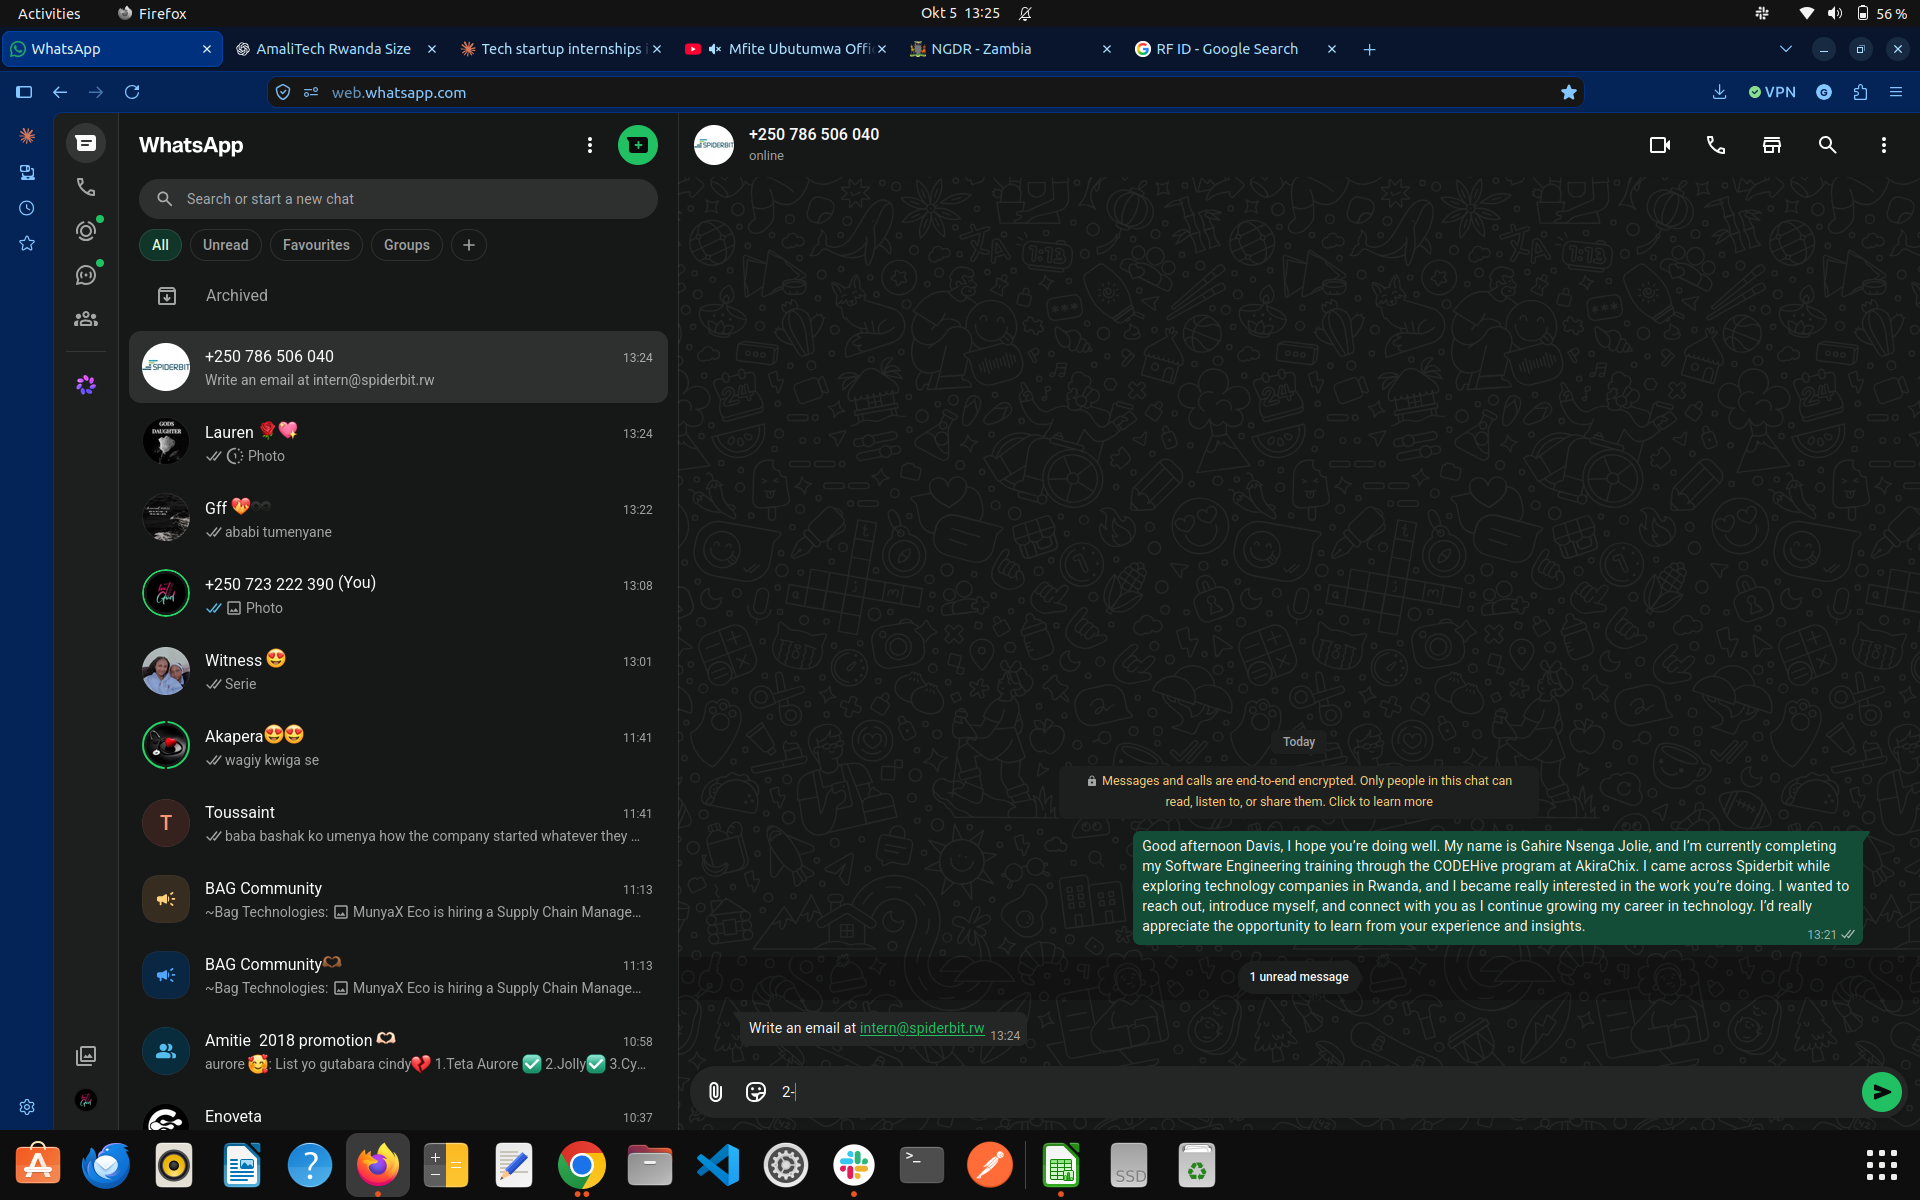 Activities
Firefox
Okt 5 13:25
56 %
WhatsApp
AmaliTech Rwanda Size
Tech startup internships i
Mfite Ubutumwa Offi
NGDR - Zambia
RF ID - Google Search
web.whatsapp.com
VPN
G
WhatsApp
Search or start a new chat
All
Unread
Favourites
Groups
Archived
+250 786 506 040
13:24
Write an email at intern@spiderbit.rw
SPIDERBIT
Lauren 🌹💖
13:24
Photo
GODS
DAUGHTER
Gff
13:22
ababi tumenyane
+250 723 222 390 (You)
13:08
Photo
Witness 😍
13:01
Serie
Akapera😍😍
11:41
wagiy kwiga se
T
Toussaint
11:41
baba bashak ko umenya how the company started whatever they …
BAG Community
11:13
~Bag Technologies: MunyaX Eco is hiring a Supply Chain Manage…
BAG Community
11:13
~Bag Technologies: MunyaX Eco is hiring a Supply Chain Manage…
Amitie 2018 promotion
10:58
aurore 🥰: List yo gutabara cindy💔 1.Teta Aurore ✅ 2.Jolly✅ 3.Cy…
Enoveta
10:37
SPIDERBIT
+250 786 506 040
online
Today
Messages and calls are end-to-end encrypted. Only people in this chat can
read, listen to, or share them. Click to learn more
Good afternoon Davis, I hope you’re doing well. My name is Gahire Nsenga Jolie, and I’m currently completing
my Software Engineering training through the CODEHive program at AkiraChix. I came across Spiderbit while
exploring technology companies in Rwanda, and I became really interested in the work you’re doing. I wanted to
reach out, introduce myself, and connect with you as I continue growing my career in technology. I’d really
appreciate the opportunity to learn from your experience and insights.
13:21
1 unread message
Write an email at intern@spiderbit.rw
13:24
2-
SSD